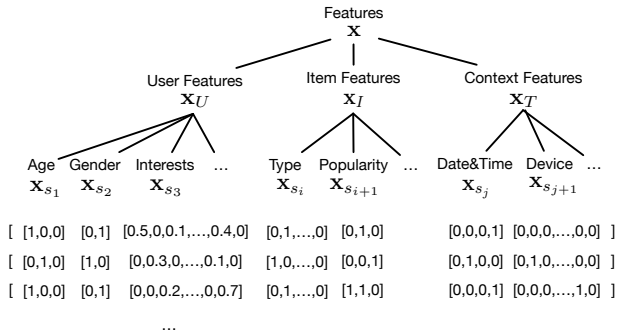 Features
x
User Features Item Features Context Features
x_U x_I x_T
Age Gender Interests ... Type Popularity ... Date&Time Device ...
x_{s_1} x_{s_2} x_{s_3} x_{s_i} x_{s_{i+1}} x_{s_j} x_{s_{j+1}}
[ [1,0,0] [0,1] [0.5,0,0.1,...,0.4,0] [0,1,...,0] [0,1,0] [0,0,0,1] [0,0,0,...,0,0] ]
[ [0,1,0] [1,0] [0,0.3,0,...,0.1,0] [1,0,...,0] [0,0,1] [0,1,0,0] [0,1,0,...,0,0] ]
[ [1,0,0] [0,1] [0,0,0.2,...,0,0.7] [0,1,...,0] [1,1,0] [0,0,0,1] [0,0,0,...,1,0] ]
...